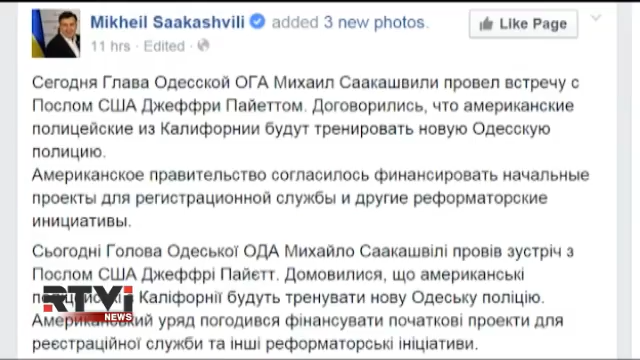 Mikheil Saakashvili added 3 new photos.
Like Page
11 hrs · Edited ·
Сегодня Глава Одесской ОГА Михаил Саакашвили провел встречу с
Послом США Джеффри Пайеттом. Договорились, что американские
полицейские из Калифорнии будут тренировать новую Одесскую
полицию.
Американское правительство согласилось финансировать начальные
проекты для регистрационной службы и другие реформаторские
инициативы.
Сьогодні Голова Одеської ОДА Михайло Саакашвілі провів зустріч з
Послом США Джеффрі Пайєтт. Домовилися, що американські
Каліфорнії будуть тренувати нову Одеську поліцію.
Американський уряд погодився фінансувати початкові проекти для
реєстраційної служби та інші реформаторські ініціативи.
RTVi
NEWS